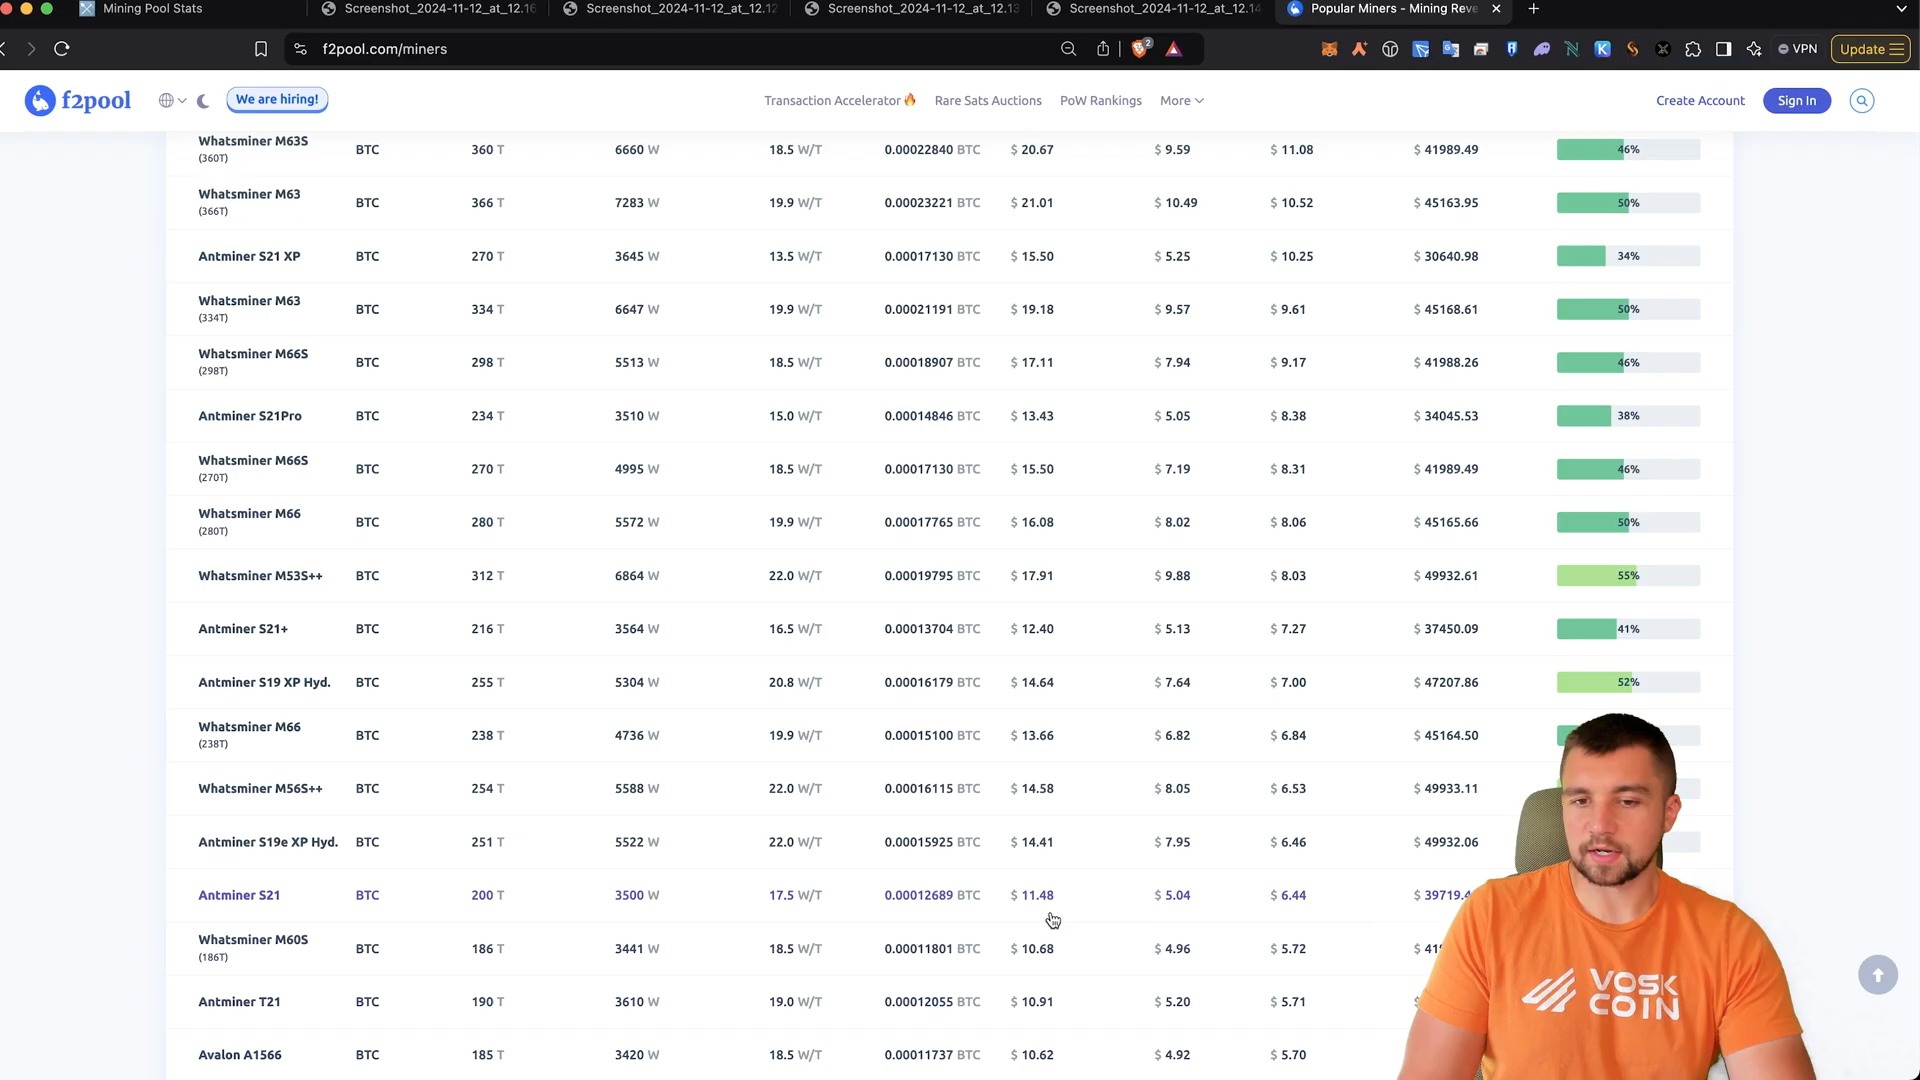 Mining Pool Stats Screenshot_2024-11-12_at_12.16 Screenshot_2024-11-12_at_12.12 Screenshot_2024-11-12_at_12.13 Screenshot_2024-11-12_at_12.14 Popular Miners - Mining Reve
f2pool.com/miners 2 VPN Update
f2pool We are hiring! Transaction Accelerator Rare Sats Auctions PoW Rankings More Create Account Sign In
Whatsminer M63S
(360T) BTC 360 T 6660 W 18.5 W/T 0.00022840 BTC $ 20.67 $ 9.59 $ 11.08 $ 41989.49 46%
Whatsminer M63
(366T) BTC 366 T 7283 W 19.9 W/T 0.00023221 BTC $ 21.01 $ 10.49 $ 10.52 $ 45163.95 50%
Antminer S21 XP BTC 270 T 3645 W 13.5 W/T 0.00017130 BTC $ 15.50 $ 5.25 $ 10.25 $ 30640.98 34%
Whatsminer M63
(334T) BTC 334 T 6647 W 19.9 W/T 0.00021191 BTC $ 19.18 $ 9.57 $ 9.61 $ 45168.61 50%
Whatsminer M66S
(298T) BTC 298 T 5513 W 18.5 W/T 0.00018907 BTC $ 17.11 $ 7.94 $ 9.17 $ 41988.26 46%
Antminer S21Pro BTC 234 T 3510 W 15.0 W/T 0.00014846 BTC $ 13.43 $ 5.05 $ 8.38 $ 34045.53 38%
Whatsminer M66S
(270T) BTC 270 T 4995 W 18.5 W/T 0.00017130 BTC $ 15.50 $ 7.19 $ 8.31 $ 41989.49 46%
Whatsminer M66
(280T) BTC 280 T 5572 W 19.9 W/T 0.00017765 BTC $ 16.08 $ 8.02 $ 8.06 $ 45165.66 50%
Whatsminer M53S++ BTC 312 T 6864 W 22.0 W/T 0.00019795 BTC $ 17.91 $ 9.88 $ 8.03 $ 49932.61 55%
Antminer S21+ BTC 216 T 3564 W 16.5 W/T 0.00013704 BTC $ 12.40 $ 5.13 $ 7.27 $ 37450.09 41%
Antminer S19 XP Hyd. BTC 255 T 5304 W 20.8 W/T 0.00016179 BTC $ 14.64 $ 7.64 $ 7.00 $ 47207.86 52%
Whatsminer M66
(238T) BTC 238 T 4736 W 19.9 W/T 0.00015100 BTC $ 13.66 $ 6.82 $ 6.84 $ 45164.50
Whatsminer M56S++ BTC 254 T 5588 W 22.0 W/T 0.00016115 BTC $ 14.58 $ 8.05 $ 6.53 $ 49933.11
Antminer S19e XP Hyd. BTC 251 T 5522 W 22.0 W/T 0.00015925 BTC $ 14.41 $ 7.95 $ 6.46 $ 49932.06
Antminer S21 BTC 200 T 3500 W 17.5 W/T 0.00012689 BTC $ 11.48 $ 5.04 $ 6.44 $ 39719.
Whatsminer M60S
(186T) BTC 186 T 3441 W 18.5 W/T 0.00011801 BTC $ 10.68 $ 4.96 $ 5.72 $ 41
Antminer T21 BTC 190 T 3610 W 19.0 W/T 0.00012055 BTC $ 10.91 $ 5.20 $ 5.71 $
Avalon A1566 BTC 185 T 3420 W 18.5 W/T 0.00011737 BTC $ 10.62 $ 4.92 $ 5.70
VOSK
COIN